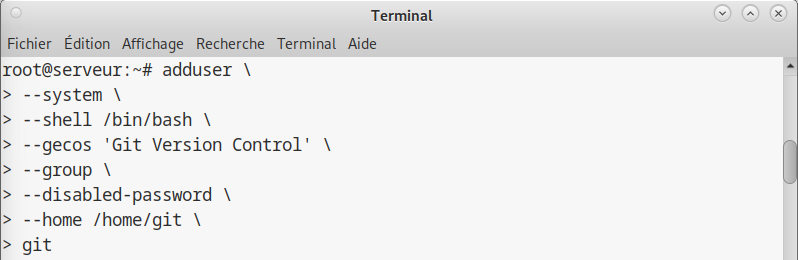 Terminal
Fichier Édition Affichage Recherche Terminal Aide
root@serveur:~# adduser \
> --system \
> --shell /bin/bash \
> --gecos 'Git Version Control' \
> --group \
> --disabled-password \
> --home /home/git \
> git